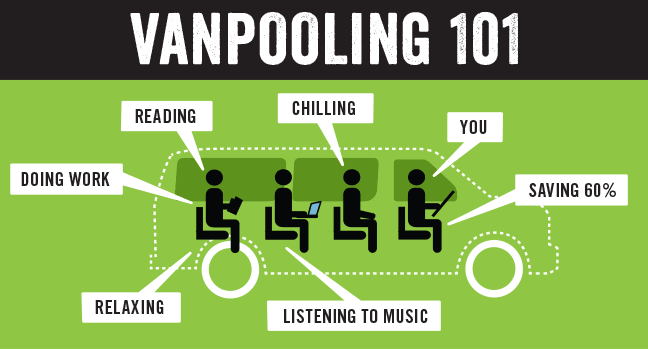 VANPOOLING 101
READING
CHILLING
YOU
DOING WORK
SAVING 60%
RELAXING
LISTENING TO MUSIC